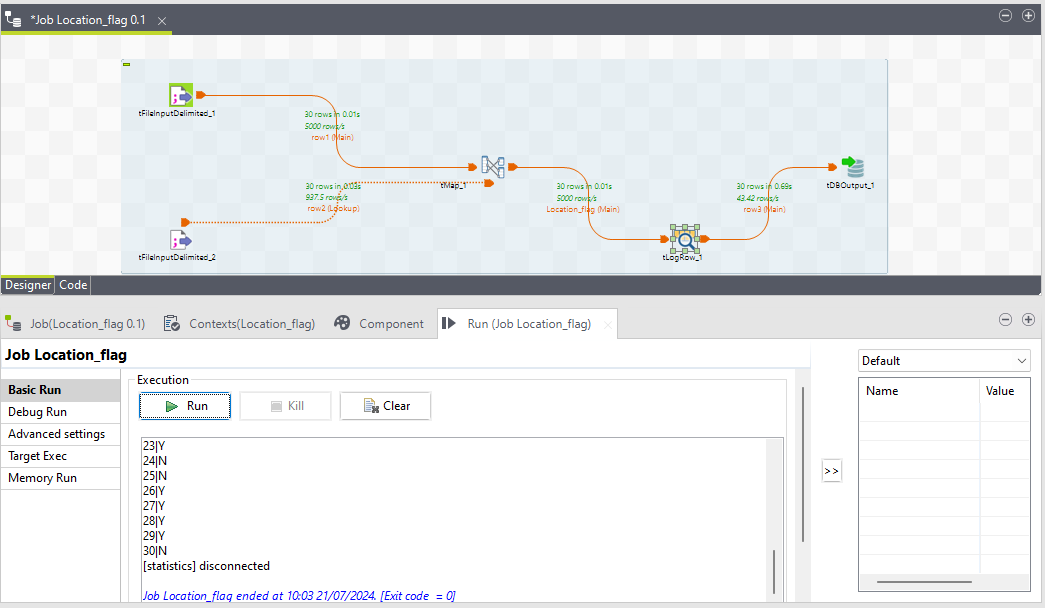 *Job Location_flag 0.1
tFileInputDelimited_1
30 rows in 0.01s
5000 rows/s
row1 (Main)
tMap_1
30 rows in 0.03s
937.5 rows/s
row2 (Lookup)
30 rows in 0.01s
5000 rows/s
Location_flag (Main)
30 rows in 0.69s
43.42 rows/s
row3 (Main)
tDBOutput_1
tFileInputDelimited_2
tLogRow_1
Designer
Code
Job(Location_flag 0.1)
Contexts(Location_flag)
Component
Run (Job Location_flag)
Job Location_flag
Default
Basic Run
Debug Run
Advanced settings
Target Exec
Memory Run
Execution
Run
Kill
Clear
Name
Value
>>
23|Y
24|N
25|N
26|Y
27|Y
28|Y
29|Y
30|N
[statistics] disconnected
Job Location_flag ended at 10:03 21/07/2024. [Exit code  = 0]